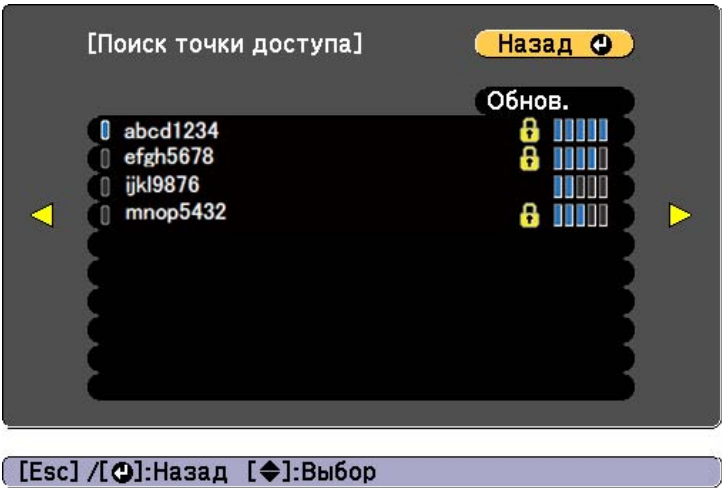 [Поиск точки доступа]
Назад
Обнов.
abcd1234
efgh5678
ijkl9876
mnop5432
[Esc] /[]:Назад []:Выбор